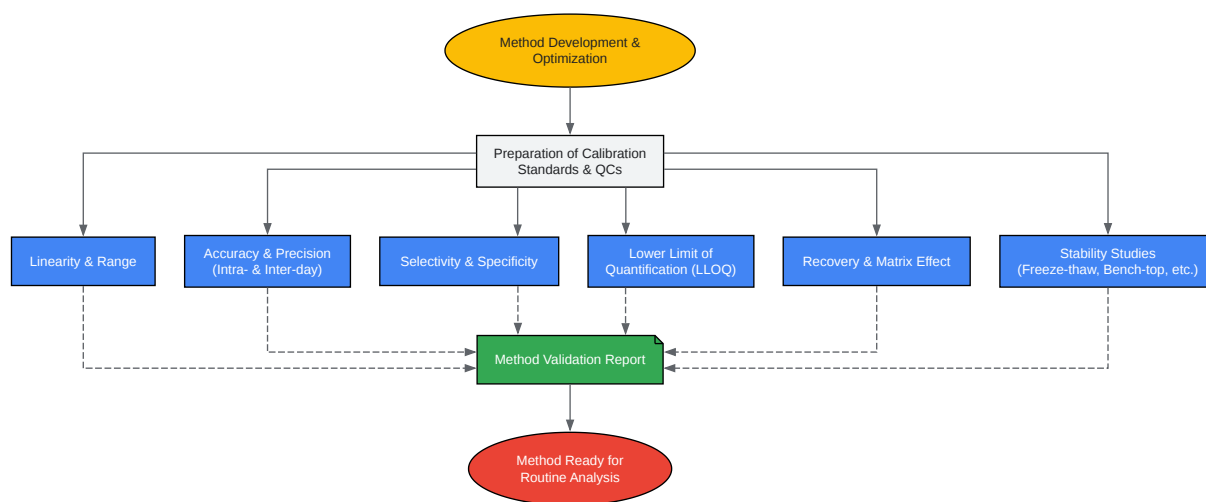 Method Development &
Optimization
Preparation of Calibration
Standards & QCs
Linearity & Range
Accuracy & Precision
(Intra- & Inter-day)
Selectivity & Specificity
Lower Limit of
Quantification (LLOQ)
Recovery & Matrix Effect
Stability Studies
(Freeze-thaw, Bench-top, etc.)
Method Validation Report
Method Ready for
Routine Analysis